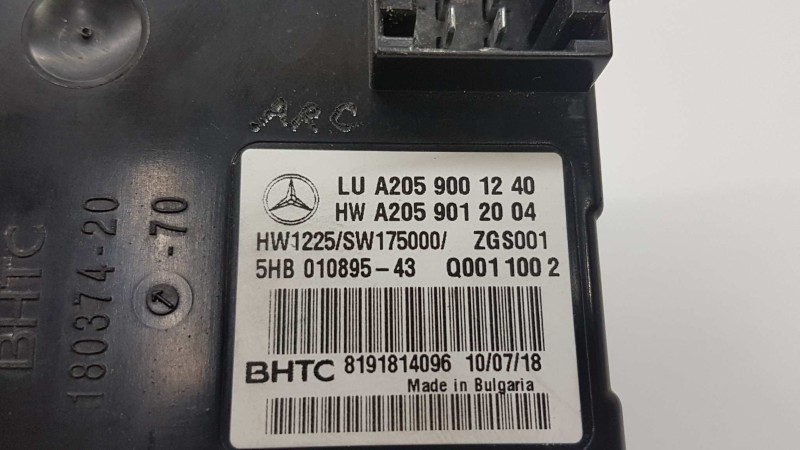 ARC
LU A205 900 12 40
HW A205 901 20 04
HW1225/SW175000/ ZGS001
5HB 010895-43 Q001 100 2
BHTC 8191814096 10/07/18
Made in Bulgaria
BHTC
180374-20
-70